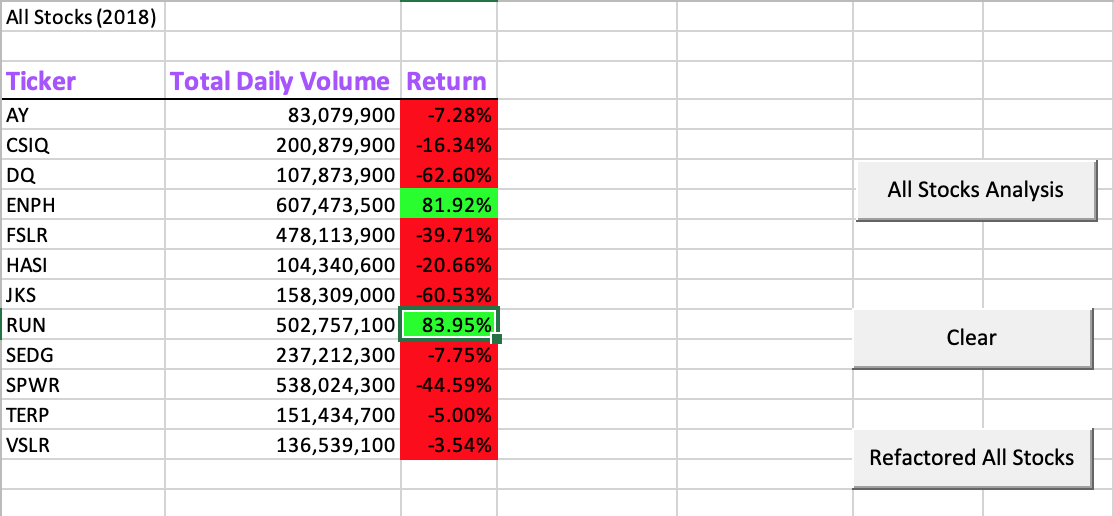 All Stocks (2018)
Ticker Total Daily Volume Return
AY 83,079,900 -7.28%
CSIQ 200,879,900 -16.34%
DQ 107,873,900 -62.60%
All Stocks Analysis
ENPH 607,473,500 81.92%
FSLR 478,113,900 -39.71%
HASI 104,340,600 -20.66%
JKS 158,309,000 -60.53%
RUN 502,757,100 83.95%
Clear
SEDG 237,212,300 -7.75%
SPWR 538,024,300 -44.59%
TERP 151,434,700 -5.00%
VSLR 136,539,100 -3.54%
Refactored All Stocks